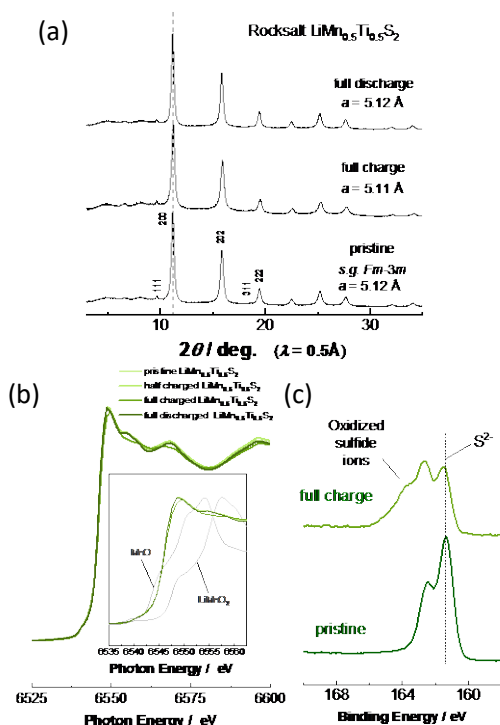 (a)
Rocksalt LiMn0.5Ti0.5S2
full discharge
a = 5.12 Å
full charge
a = 5.11 Å
pristine
s.g. Fm-3m
a = 5.12 Å
111
200
202
311
222
10
20
30
2θ / deg. (λ = 0.5Å)
(b)
pristine LiMn0.5Ti0.5S2
half charged LiMn0.5Ti0.5S2
full charged LiMn0.5Ti0.5S2
full discharged LiMn0.5Ti0.5S2
MnO
LiMnO2
6535 6540 6545 6550 6555 6560
Photon Energy / eV
6525 6550 6575 6600
Photon Energy / eV
(c)
Oxidized
sulfide
ions
S2-
full charge
pristine
168 164 160
Binding Energy / eV